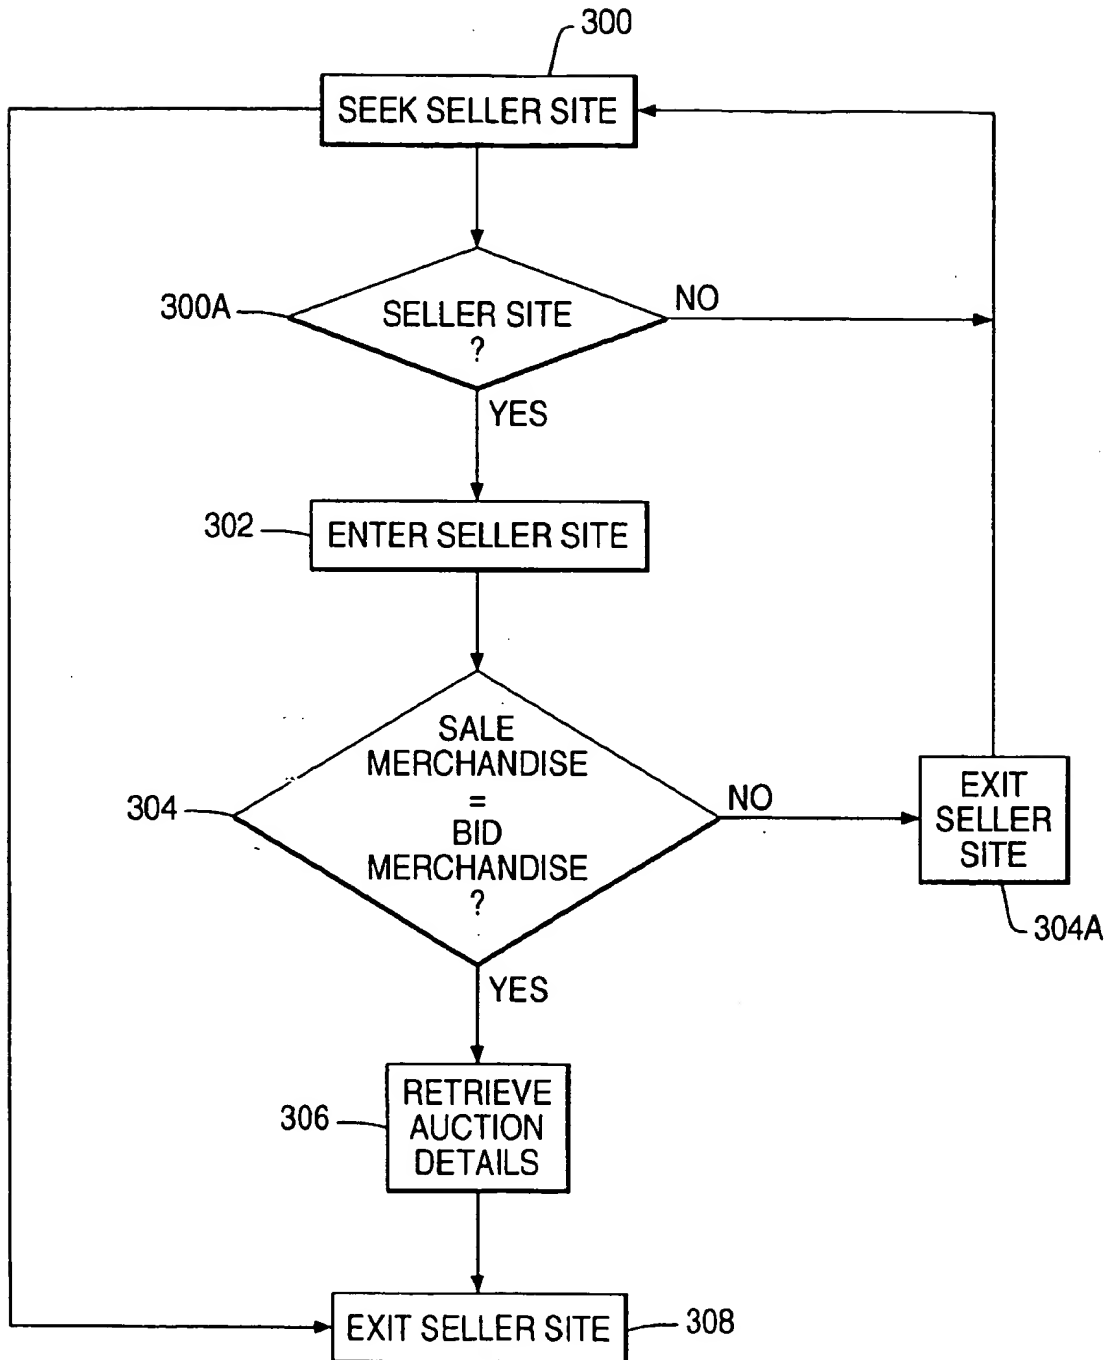 300
SEEK SELLER SITE
300A
SELLER SITE
?
NO
YES
302
ENTER SELLER SITE
304
SALE
MERCHANDISE
=
BID
MERCHANDISE
?
NO
EXIT
SELLER
SITE
304A
YES
306
RETRIEVE
AUCTION
DETAILS
EXIT SELLER SITE
308